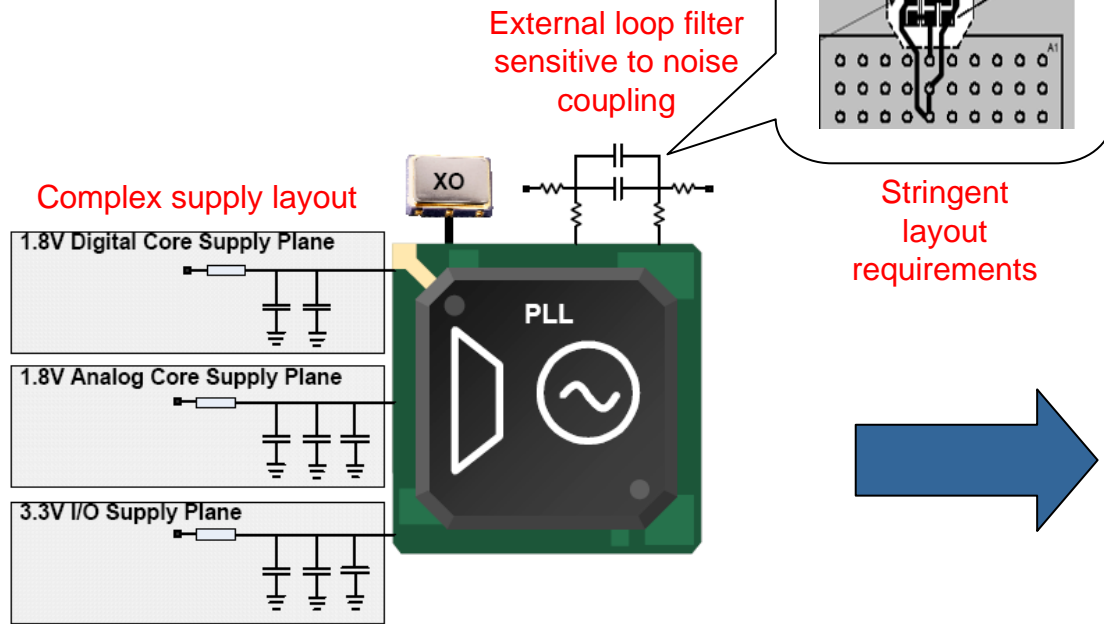 External loop filter
sensitive to noise
coupling
A1
XO
Complex supply layout
Stringent
layout
requirements
1.8V Digital Core Supply Plane
PLL
1.8V Analog Core Supply Plane
3.3V I/O Supply Plane